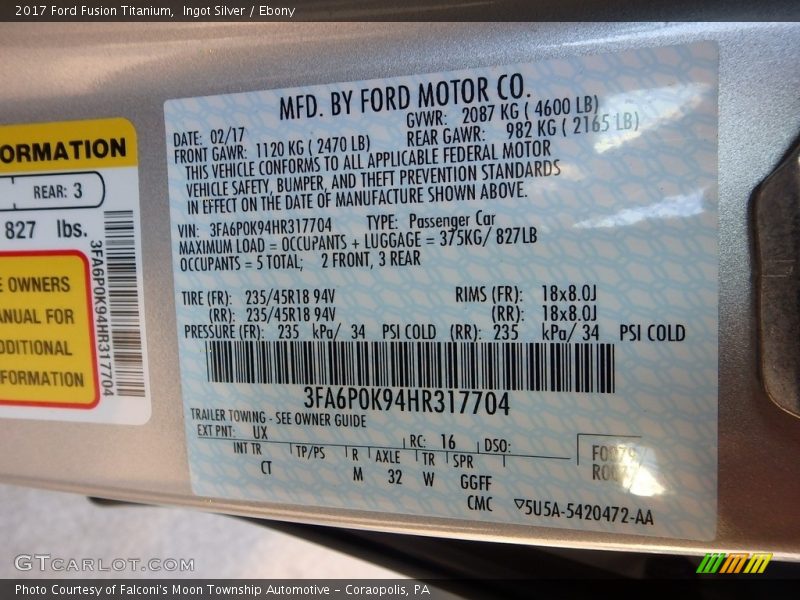 2017 Ford Fusion Titanium, Ingot Silver / Ebony
ORMATION
REAR: 3
827 lbs.
E OWNERS
ANUAL FOR
DDITIONAL
FORMATION
3FA6P0K94HR317704
MFD. BY FORD MOTOR CO.
DATE: 02/17 GVWR: 2087 KG ( 4600 LB)
FRONT GAWR: 1120 KG ( 2470 LB) REAR GAWR: 982 KG ( 2165 LB)
THIS VEHICLE CONFORMS TO ALL APPLICABLE FEDERAL MOTOR
VEHICLE SAFETY, BUMPER, AND THEFT PREVENTION STANDARDS
IN EFFECT ON THE DATE OF MANUFACTURE SHOWN ABOVE.
VIN: 3FA6P0K94HR317704 TYPE: Passenger Car
MAXIMUM LOAD = OCCUPANTS + LUGGAGE = 375KG/ 827LB
OCCUPANTS = 5 TOTAL; 2 FRONT, 3 REAR
TIRE (FR): 235/45R18 94V RIMS (FR): 18x8.0J
(RR): 235/45R18 94V (RR): 18x8.0J
PRESSURE (FR): 235 kPa/ 34 PSI COLD (RR): 235 kPa/ 34 PSI COLD
3FA6P0K94HR317704
TRAILER TOWING - SEE OWNER GUIDE
EXT PNT: UX RC: 16 DSO:
INT TR TP/PS R AXLE TR SPR
CT M 32 W GGFF
CMC ▽5U5A-5420472-AA
GTCARLOT.COM
Photo Courtesy of Falconi's Moon Township Automotive - Coraopolis, PA